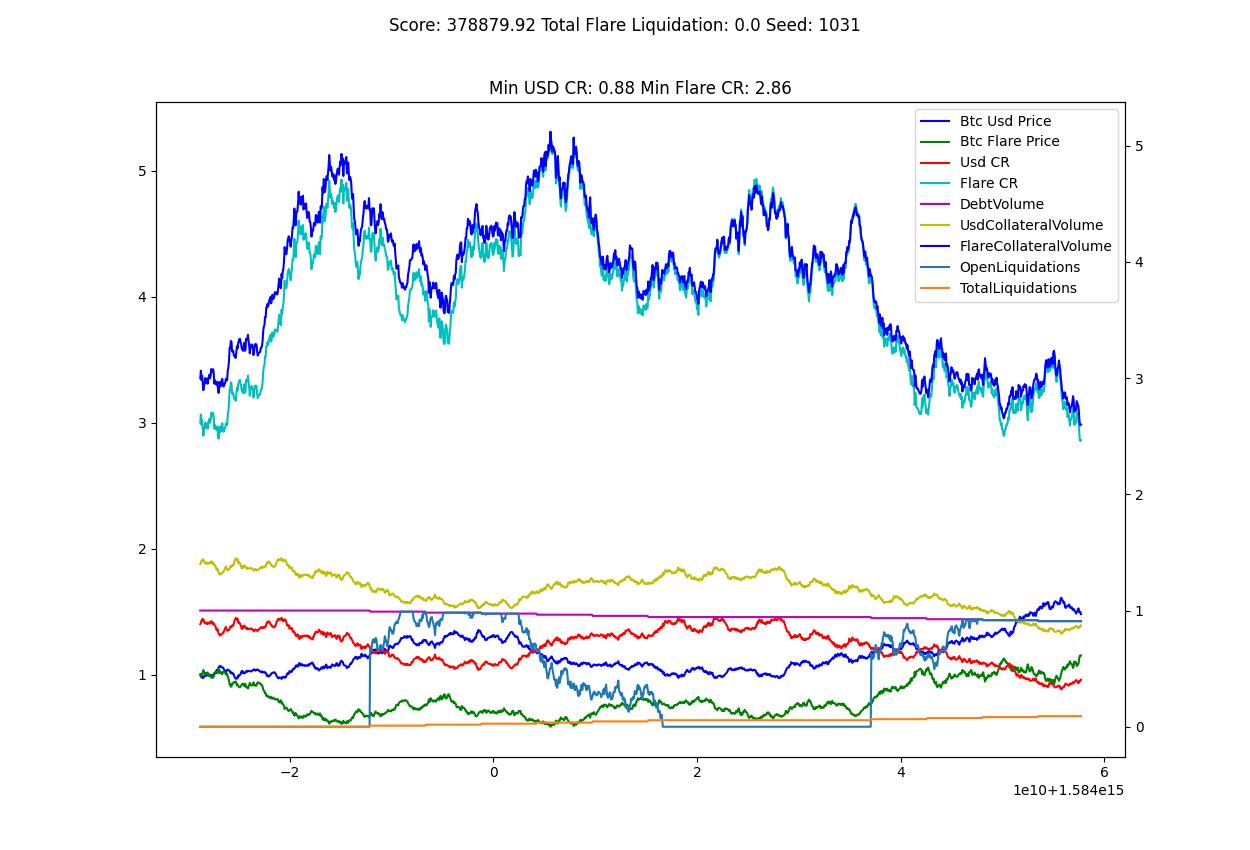 Score: 378879.92 Total Flare Liquidation: 0.0 Seed: 1031
Min USD CR: 0.88 Min Flare CR: 2.86
Btc Usd Price
Btc Flare Price
Usd CR
Flare CR
DebtVolume
UsdCollateralVolume
FlareCollateralVolume
OpenLiquidations
TotalLiquidations
5
4
3
2
1
5
4
3
2
1
0
−2
0
2
4
6
1e10+1.584e15